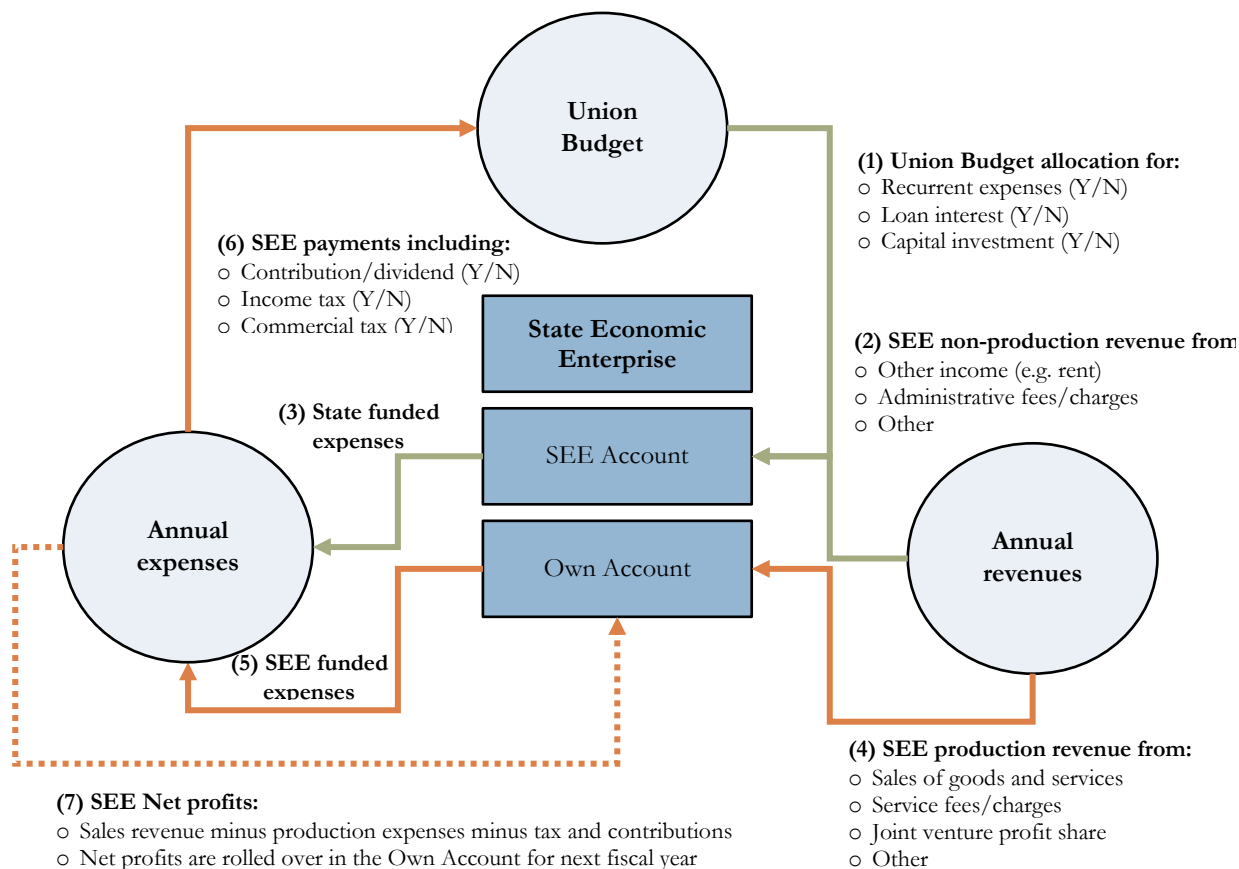 Union
Budget
(1) Union Budget allocation for:
o Recurrent expenses (Y/N)
o Loan interest (Y/N)
o Capital investment (Y/N)
(6) SEE payments including:
o Contribution/dividend (Y/N)
o Income tax (Y/N)
o Commercial tax (Y/N)
State Economic
Enterprise
(2) SEE non-production revenue from
o Other income (e.g. rent)
o Administrative fees/charges
o Other
(3) State funded
expenses
SEE Account
Annual
expenses
Own Account
Annual
revenues
(5) SEE funded
expenses
(4) SEE production revenue from:
o Sales of goods and services
o Service fees/charges
o Joint venture profit share
o Other
(7) SEE Net profits:
o Sales revenue minus production expenses minus tax and contributions
o Net profits are rolled over in the Own Account for next fiscal year